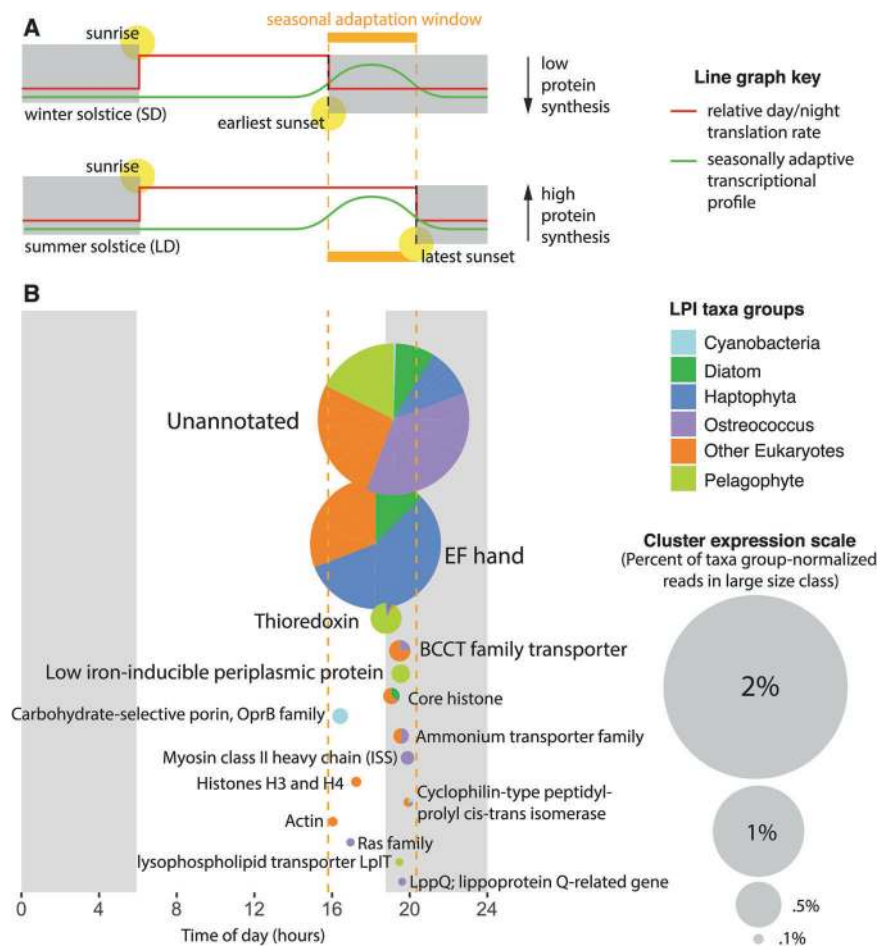 A
seasonal adaptation window
sunrise
winter solstice (SD)
earliest sunset
low
protein
synthesis
Line graph key
relative day/night
translation rate
seasonally adaptive
transcriptional
profile
sunrise
summer solstice (LD)
latest sunset
high
protein
synthesis
B
Unannotated
EF hand
Thioredoxin
BCCT family transporter
Low iron-inducible periplasmic protein
Core histone
Carbohydrate-selective porin, OprB family
Ammonium transporter family
Myosin class II heavy chain (ISS)
Histones H3 and H4
Cyclophilin-type peptidyl-
prolyl cis-trans isomerase
Actin
Ras family
lysophospholipid transporter LplT
LppQ; lippoprotein Q-related gene
0 4 8 12 16 20 24
Time of day (hours)
LPI taxa groups
Cyanobacteria
Diatom
Haptophyta
Ostreococcus
Other Eukaryotes
Pelagophyte
Cluster expression scale
(Percent of taxa group-normalized
reads in large size class)
2%
1%
.5%
.1%